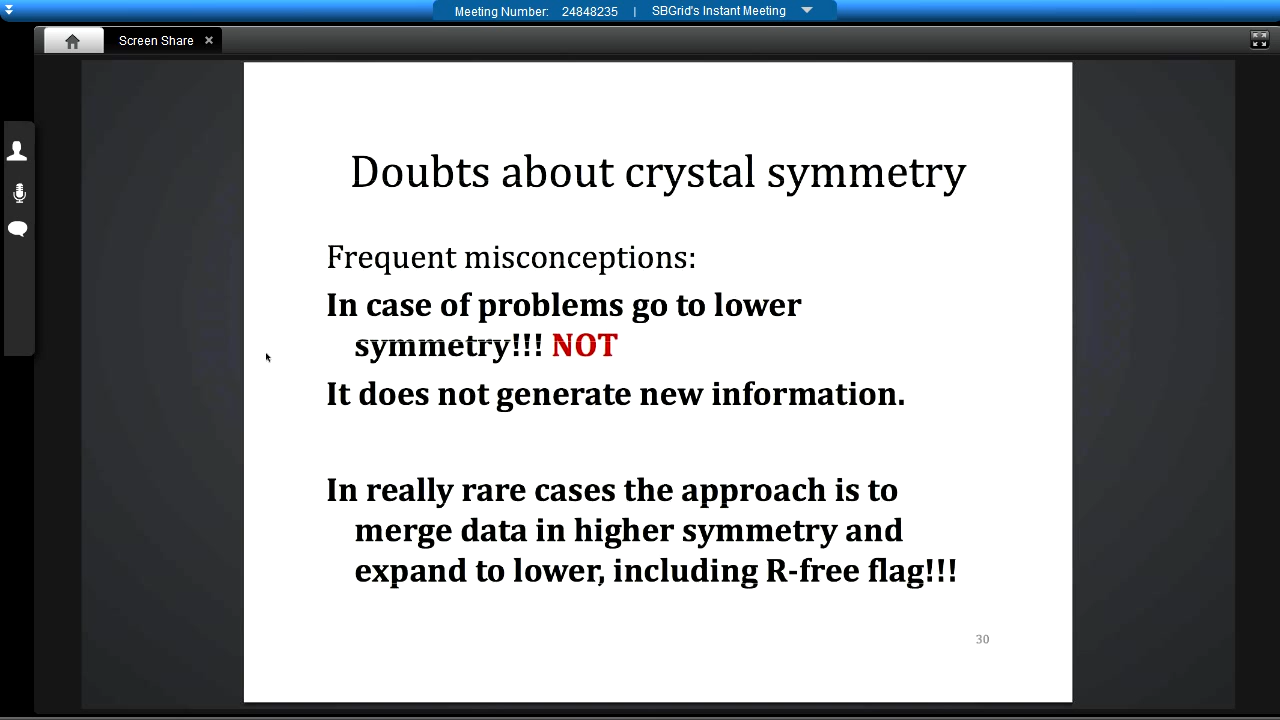 Meeting Number: 24848235 | SBGrid's Instant Meeting
Screen Share
Doubts about crystal symmetry
Frequent misconceptions:
In case of problems go to lower
symmetry!!! NOT
It does not generate new information.
In really rare cases the approach is to
merge data in higher symmetry and
expand to lower, including R-free flag!!!
30